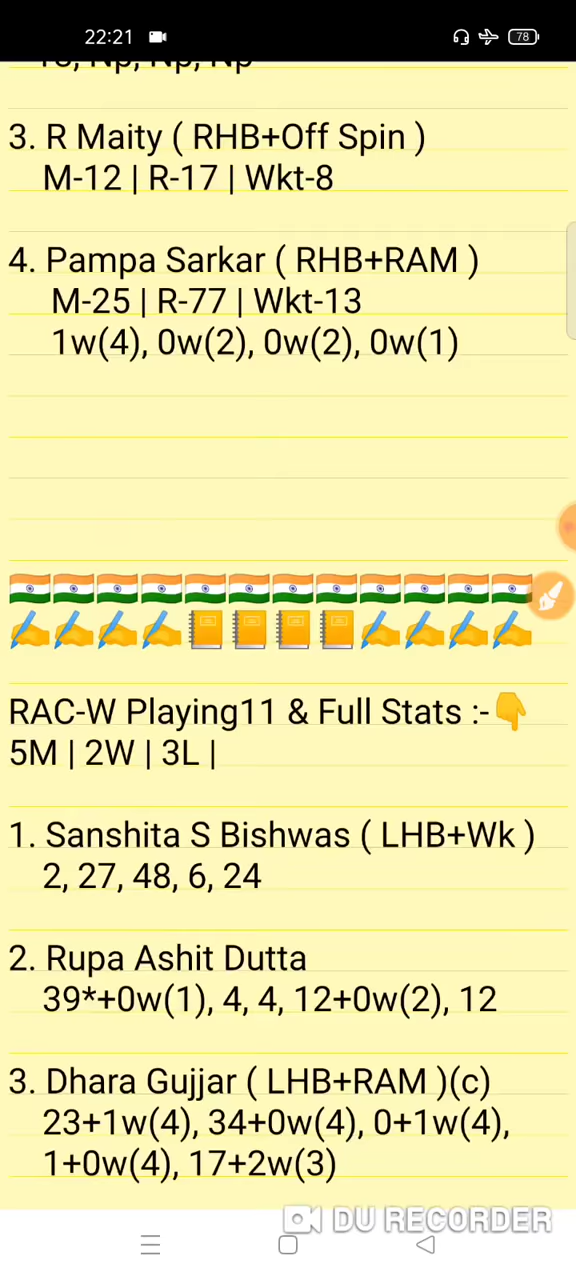 22:21
78
18, Np, Np, Np
3. R Maity ( RHB+Off Spin )
M-12 | R-17 | Wkt-8
4. Pampa Sarkar ( RHB+RAM )
M-25 | R-77 | Wkt-13
1w(4), 0w(2), 0w(2), 0w(1)
RAC-W Playing11 & Full Stats :-
5M | 2W | 3L |
1. Sanshita S Bishwas ( LHB+Wk )
2, 27, 48, 6, 24
2. Rupa Ashit Dutta
39*+0w(1), 4, 4, 12+0w(2), 12
3. Dhara Gujjar ( LHB+RAM )(c)
23+1w(4), 34+0w(4), 0+1w(4),
1+0w(4), 17+2w(3)
DU RECORDER